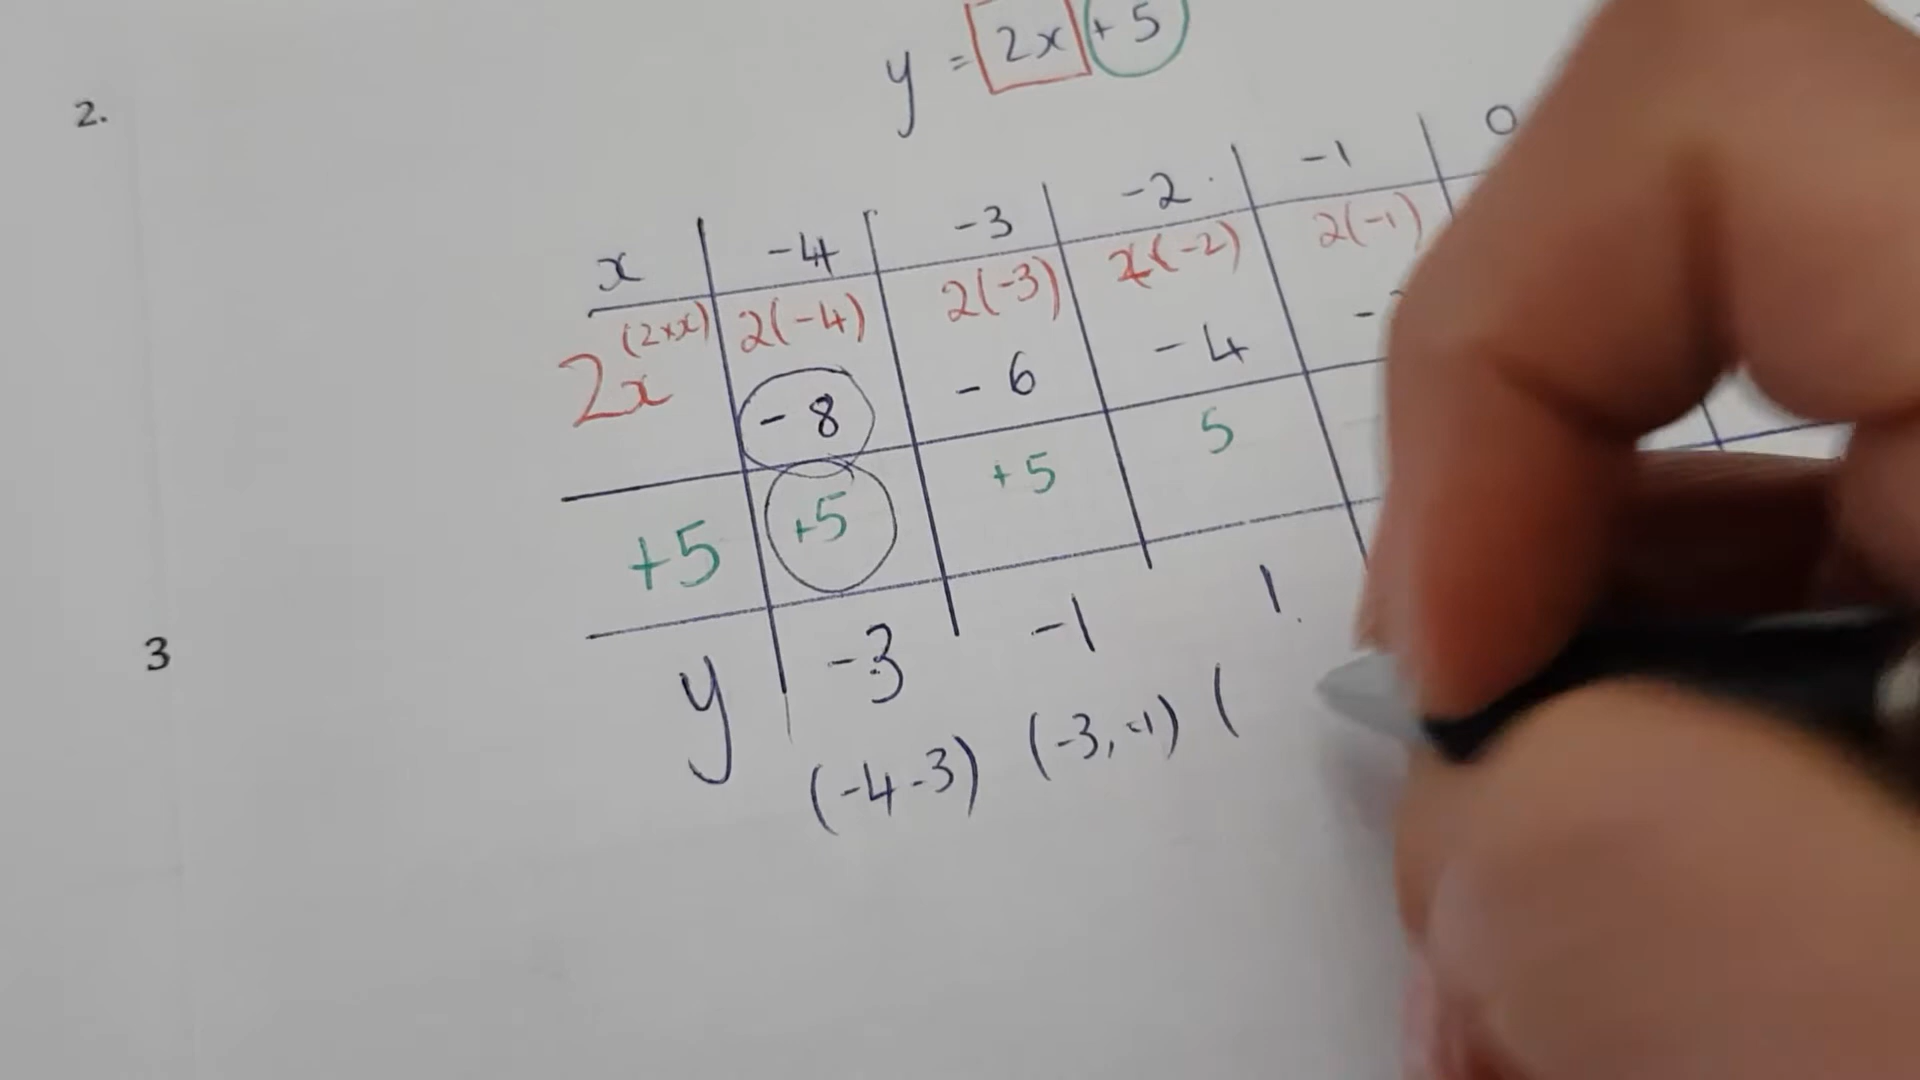 y = 2x + 5
2.
x -4 -3 -2 -1 0
(2×x) 2(-4) 2(-3) 2(-2) 2(-1)
2x -8 -6 -4
+5 +5 +5 5
3
y -3 -1 1
(-4 -3) (-3, -1) (